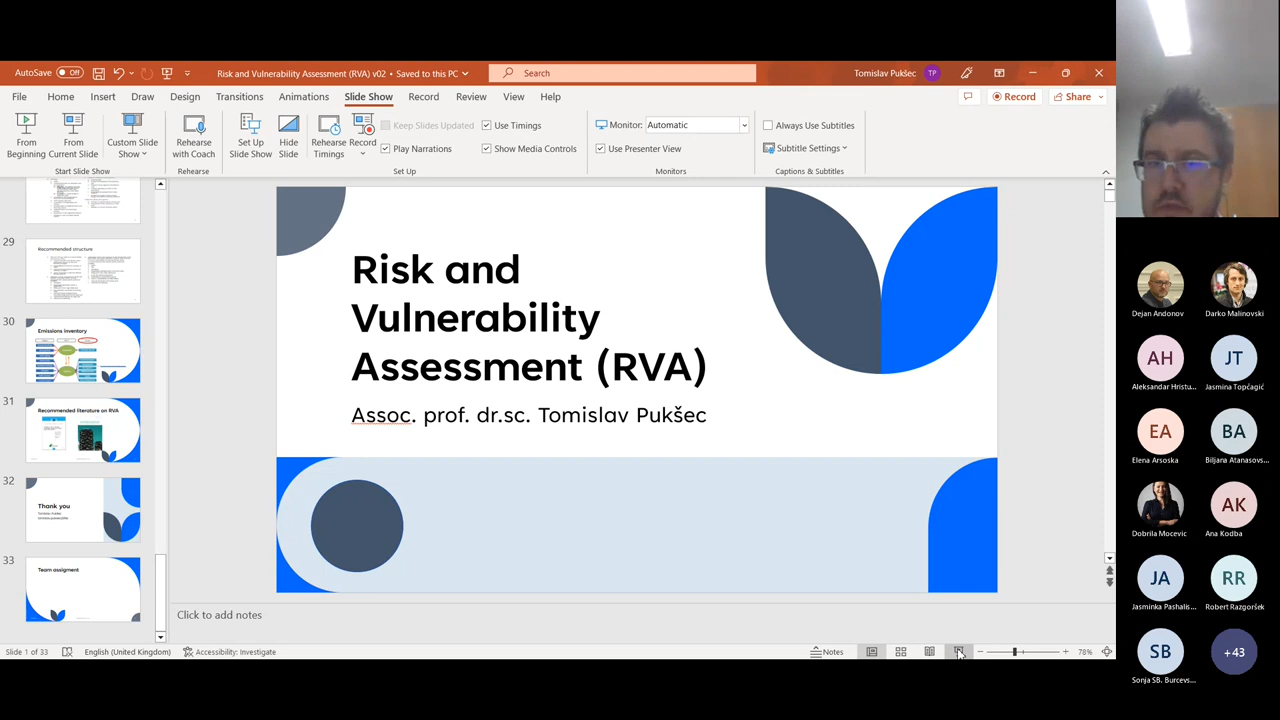 AutoSave Off
Risk and Vulnerability Assessment (RVA) v02 • Saved to this PC
Search
Tomislav Pukšec TP
File Home Insert Draw Design Transitions Animations Slide Show Record Review View Help
Record Share
From Beginning
From Current Slide
Custom Slide Show
Start Slide Show
Rehearse with Coach
Rehearse
Set Up Slide Show
Hide Slide
Rehearse Timings
Record
Keep Slides Updated
Play Narrations
Use Timings
Show Media Controls
Set Up
Monitor: Automatic
Use Presenter View
Monitors
Always Use Subtitles
Subtitle Settings
Captions & Subtitles
29
Recommended structure
30
Emissions inventory
31
Recommended literature on RVA
32
Thank you
33
Team assigment
Risk and
Vulnerability
Assessment (RVA)
Assoc. prof. dr.sc. Tomislav Pukšec
Click to add notes
Slide 1 of 33
English (United Kingdom)
Accessibility: Investigate
Notes
78%
Dejan Andonov
Darko Malinovski
AH
Aleksandar Hristu...
JT
Jasmina Topčagić
EA
Elena Arsoska
BA
Biljana Atanasovs...
Dobrila Mocevic
AK
Ana Kodba
JA
Jasminka Pashalis...
RR
Robert Razgoršek
SB
Sonja SB. Burcevs...
+43